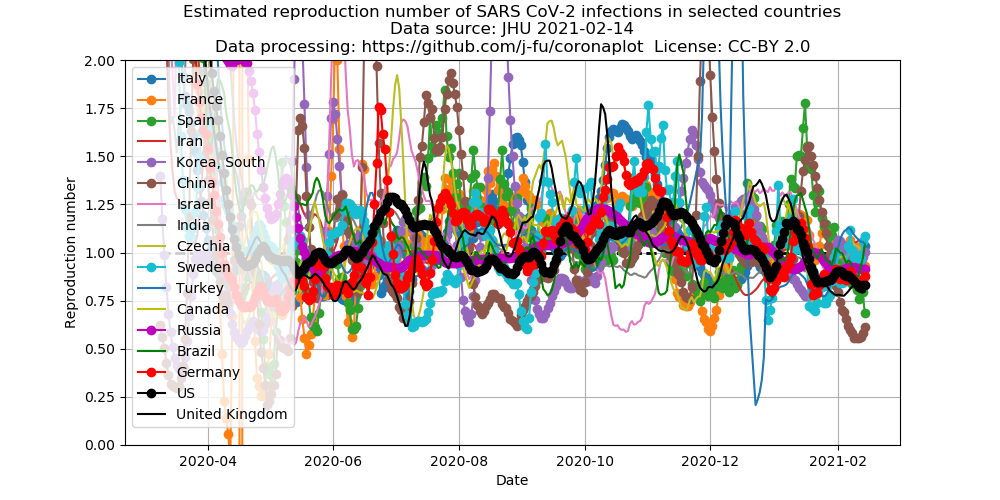 Estimated reproduction number of SARS CoV-2 infections in selected countries
Data source: JHU 2021-02-14
Data processing: https://github.com/j-fu/coronaplot  License: CC-BY 2.0
2.00
1.75
1.50
1.25
1.00
0.75
0.50
0.25
0.00
Reproduction number
Italy
France
Spain
Iran
Korea, South
China
Israel
India
Czechia
Sweden
Turkey
Canada
Russia
Brazil
Germany
US
United Kingdom
2020-04
2020-06
2020-08
2020-10
2020-12
2021-02
Date